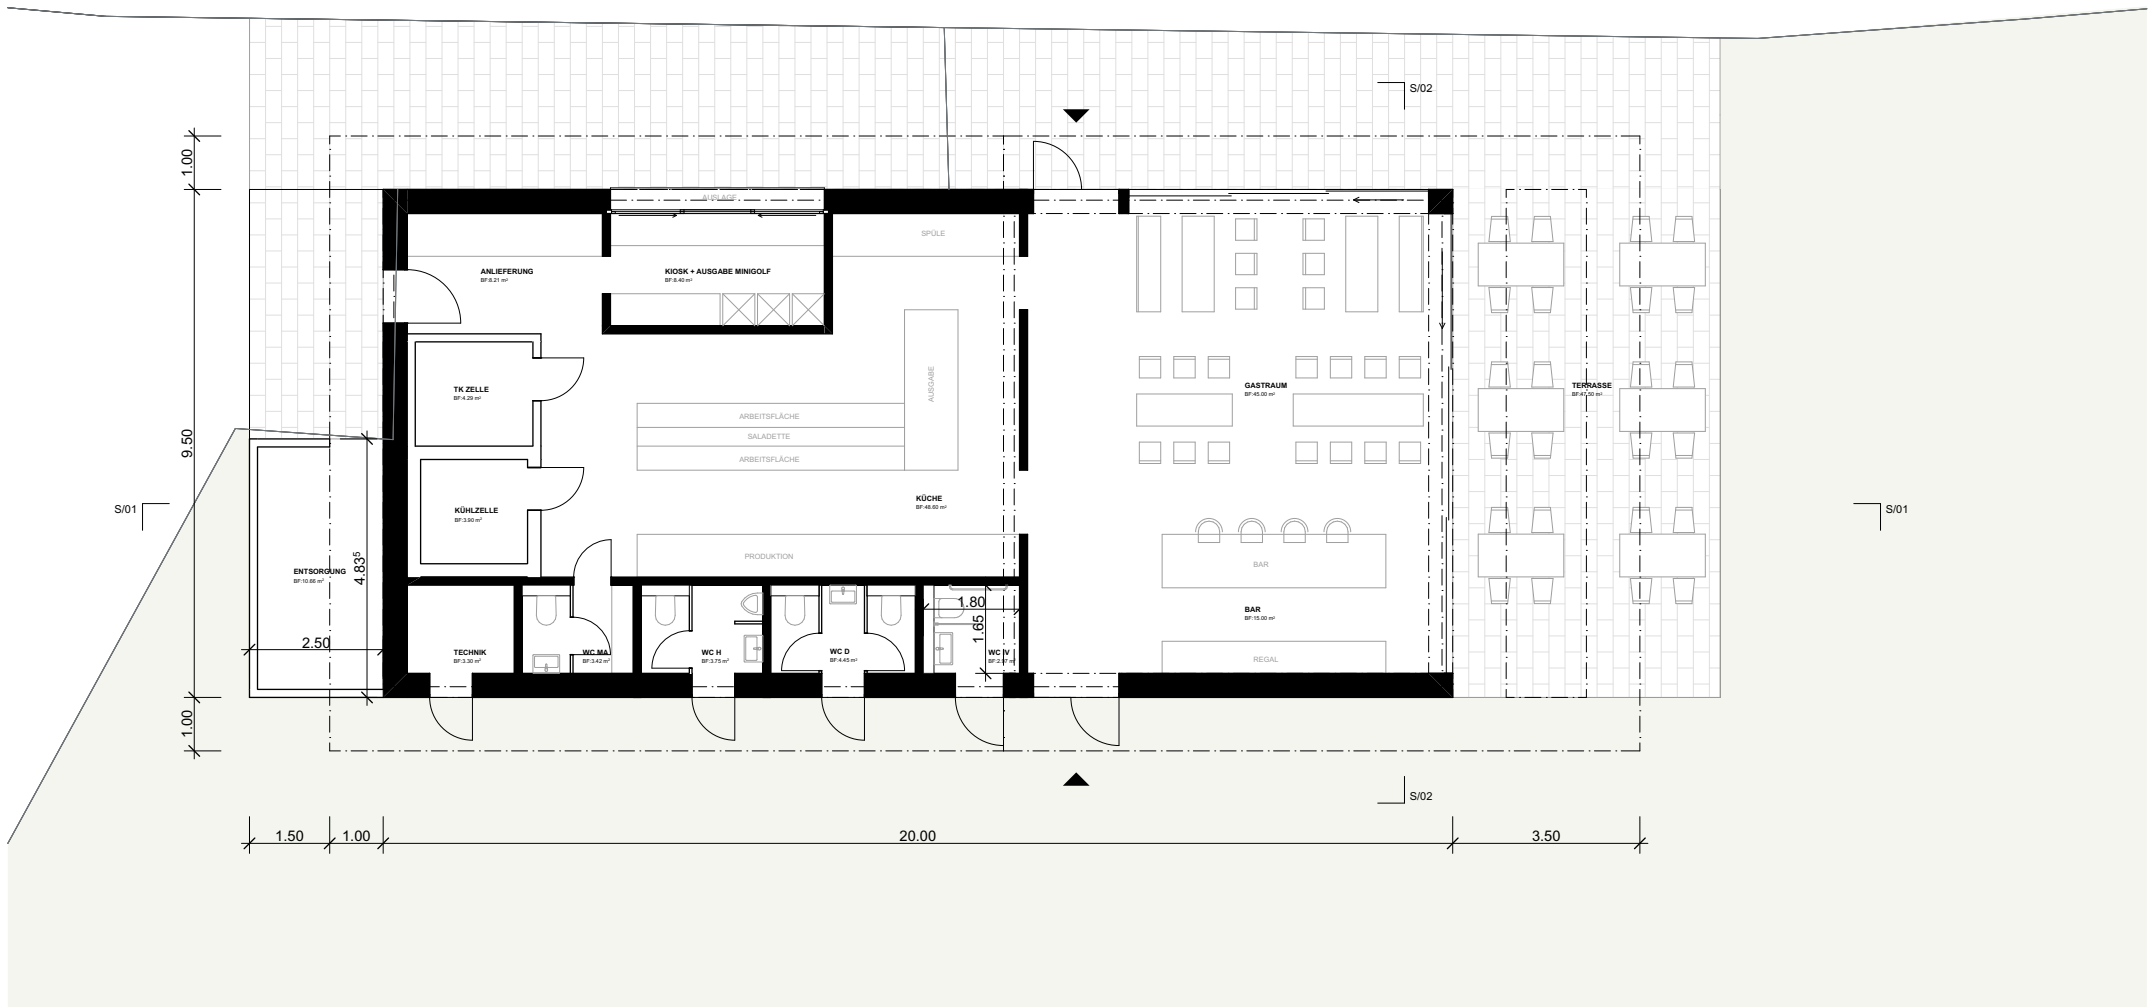 S/02
1.00
AUSLAGE
SPÜLE
ANLIEFERUNG
BF:8.21 m²
KIOSK + AUSGABE MINIGOLF
BF:8.40 m²
TK ZELLE
BF:4.29 m²
AUSGABE
GASTRAUM
BF:45.00 m²
TERRASSE
BF:47.50 m²
ARBEITSFLÄCHE
SALADETTE
ARBEITSFLÄCHE
9.50
KÜCHE
BF:48.60 m²
S/01
S/01
KÜHLZELLE
BF:3.90 m²
PRODUKTION
BAR
ENTSORGUNG
BF:10.86 m²
4.83⁵
1.80
1.65
BAR
BF:15.00 m²
2.50
TECHNIK
BF:3.30 m²
WC MA
BF:3.42 m²
WC H
BF:3.75 m²
WC D
BF:4.45 m²
WC IV
REGAL
1.00
S/02
1.50
1.00
20.00
3.50